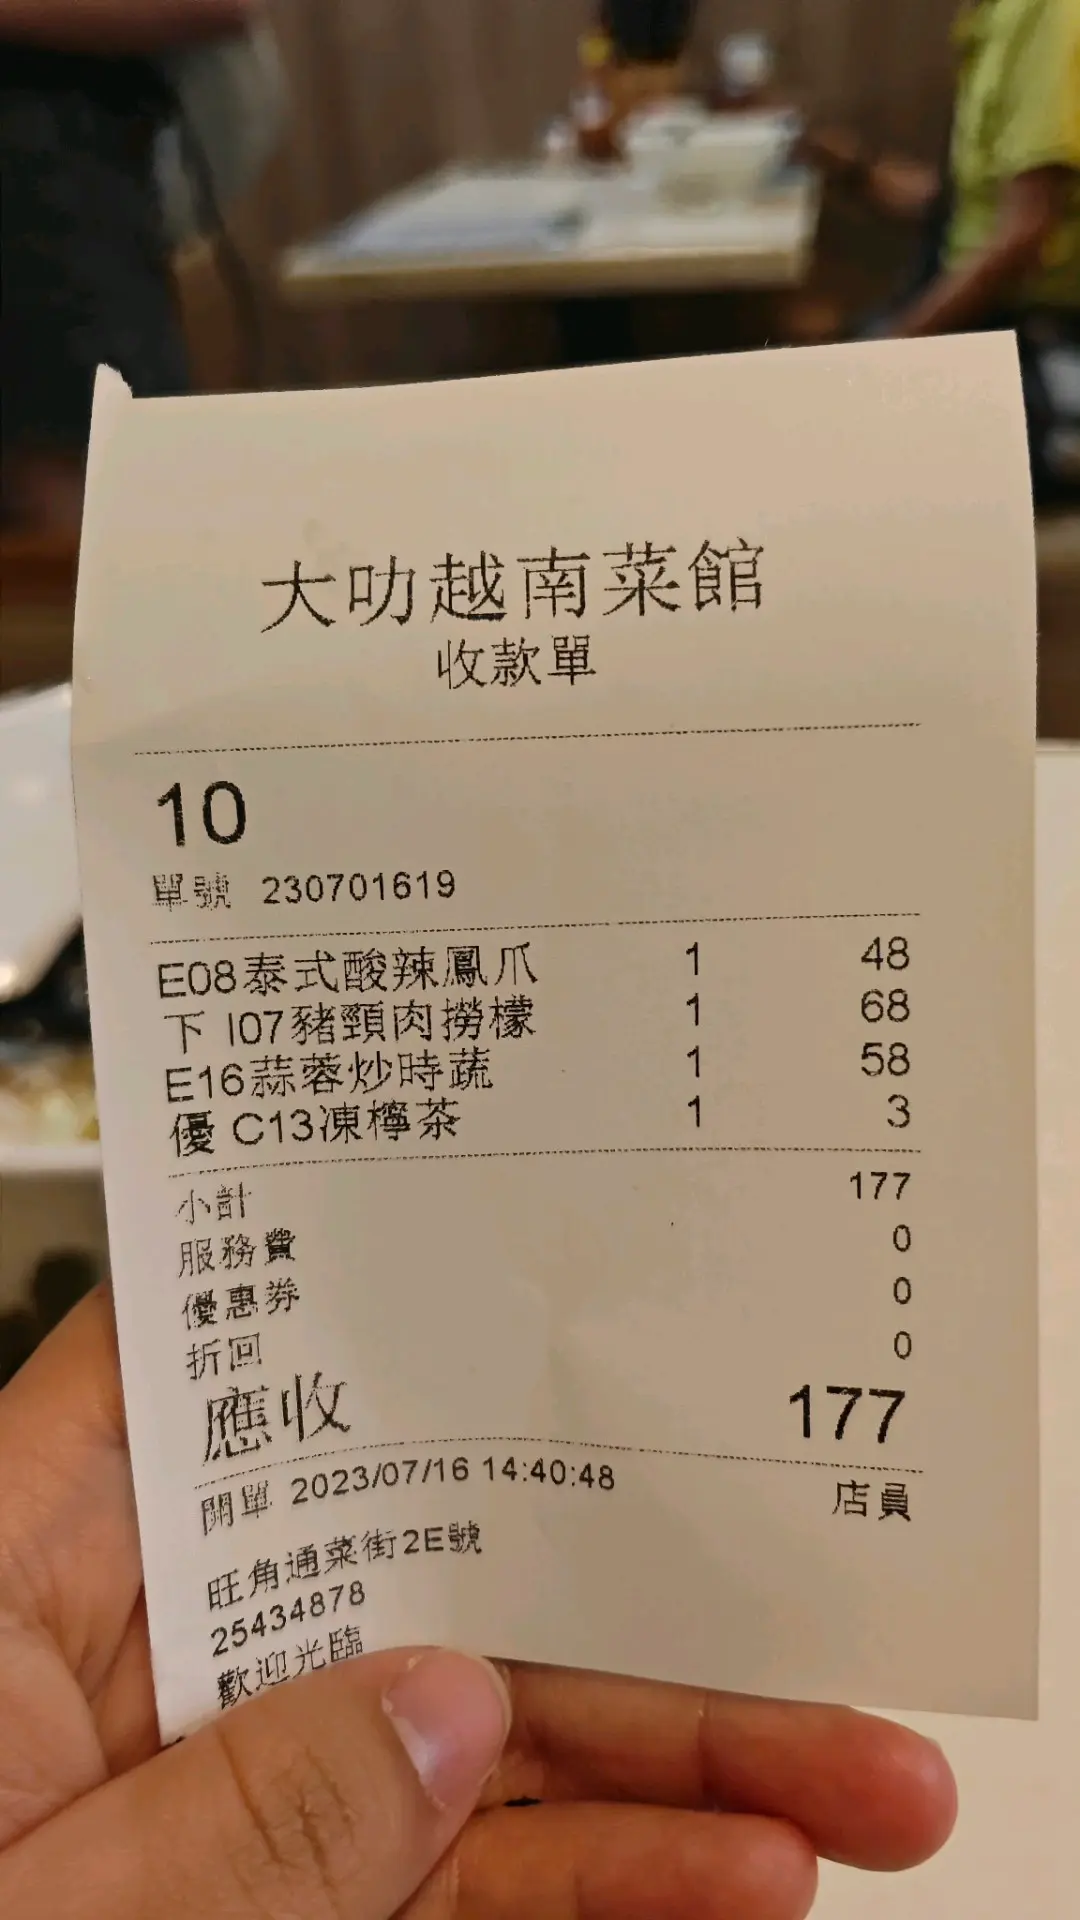 大叻越南菜館
收款單
10
單號 230701619
E08泰式酸辣鳳爪 1 48
下 I07豬頸肉撈檬 1 68
E16蒜蓉炒時蔬 1 58
優 C13凍檸茶 1 3
小計 177
服務費 0
優惠券 0
折回 0
應收 177
開單 2023/07/16 14:40:48 店員
旺角通菜街2E號
25434878
歡迎光臨